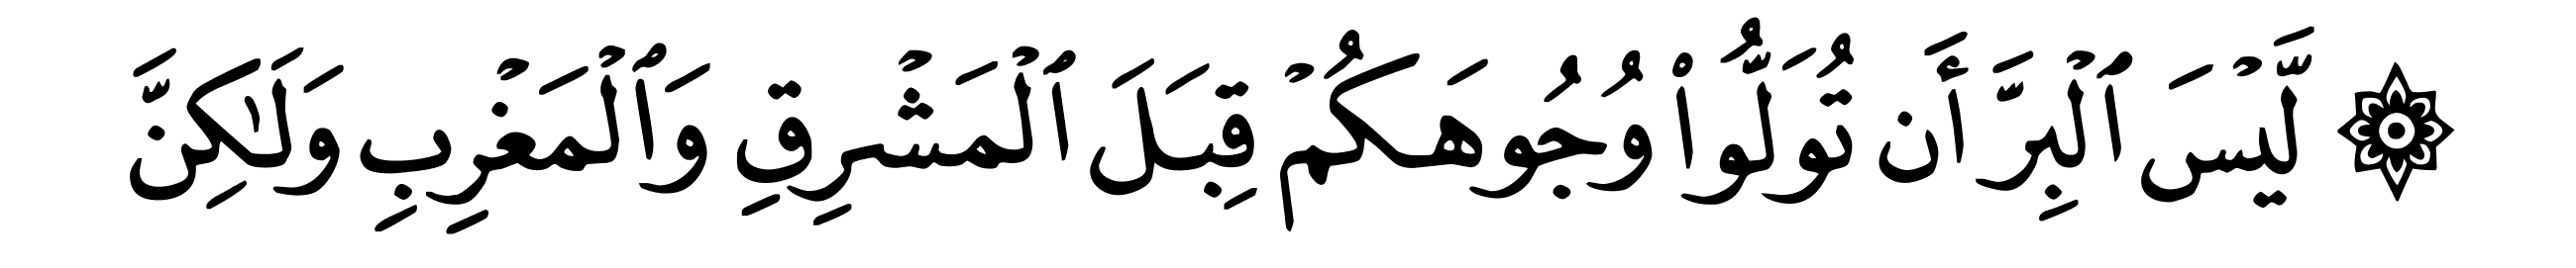 ۞ لَّيۡسَ ٱلۡبِرَّ أَن تُوَلُّواْ وُجُوهَكُمۡ قِبَلَ ٱلۡمَشۡرِقِ وَٱلۡمَغۡرِبِ وَلَٰكِنَّ